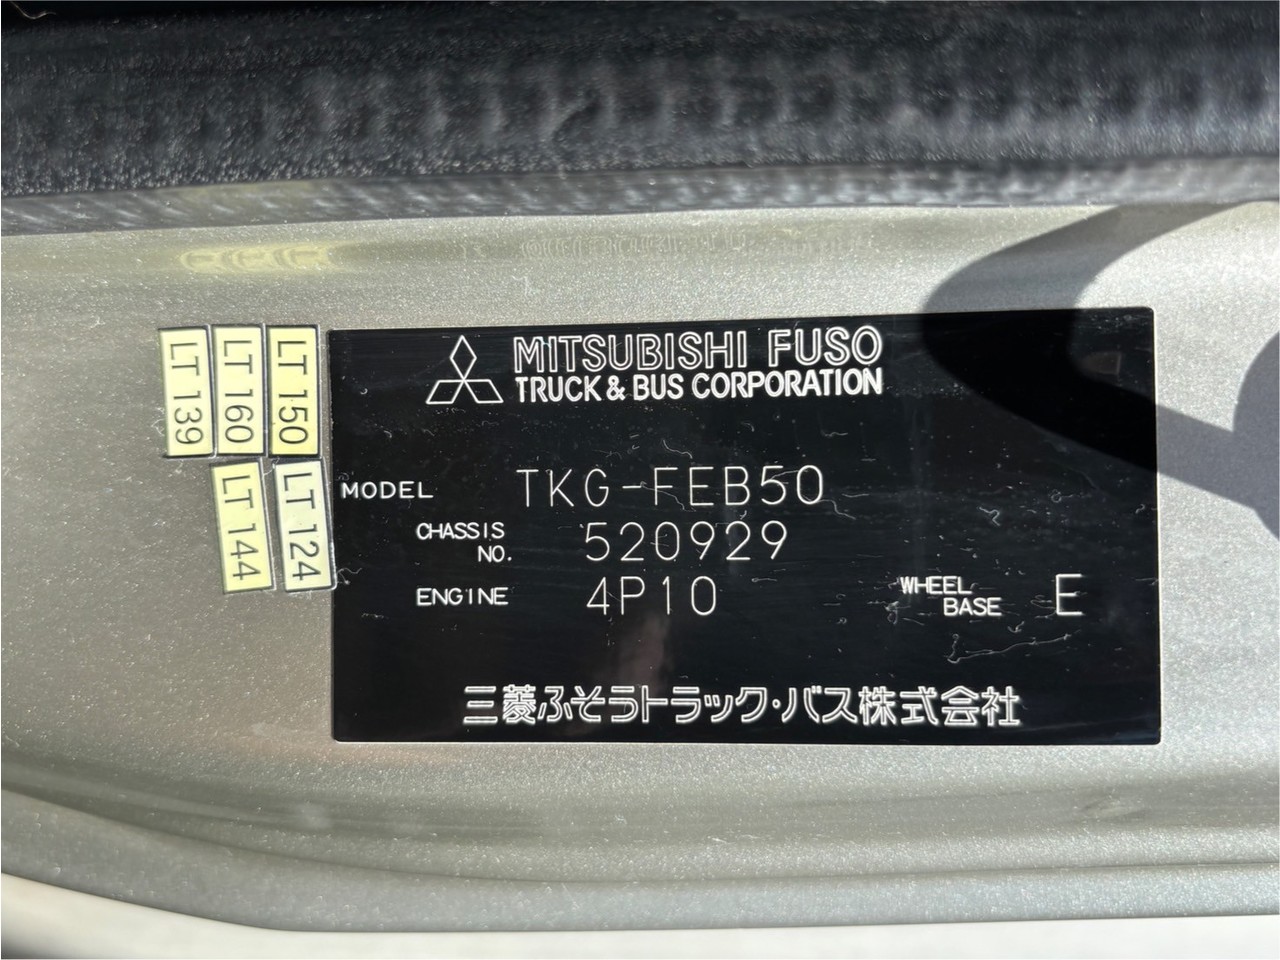 LT 139
LT 160
LT 150
LT 144
LT 124
MITSUBISHI FUSO
TRUCK & BUS CORPORATION
MODEL TKG-FEB50
CHASSIS NO. 520929
ENGINE 4P10 WHEEL BASE E
三菱ふそうトラック・バス株式会社